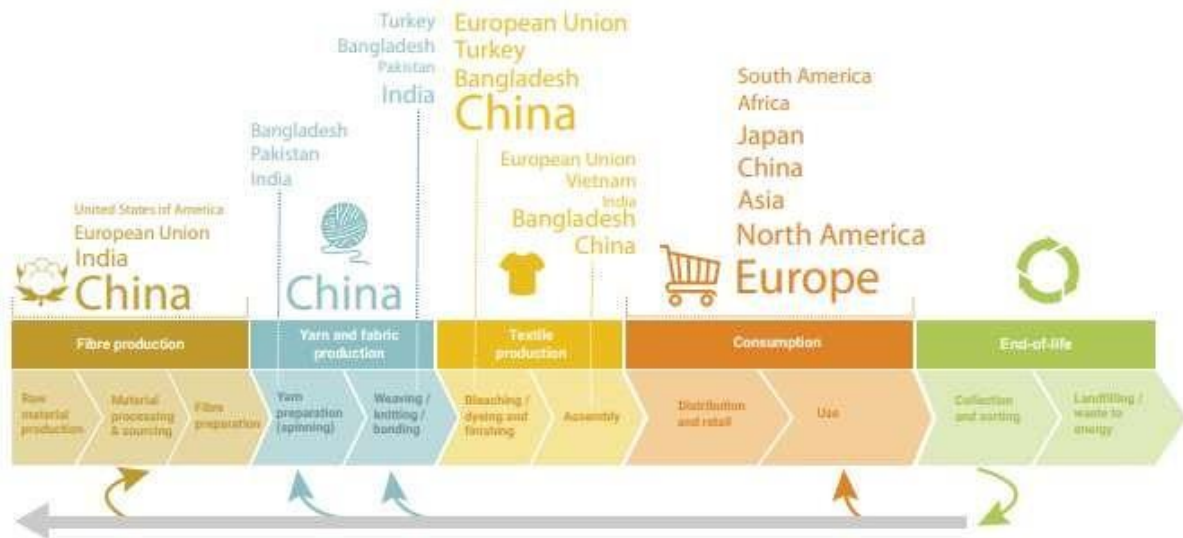 United States of America
European Union
India
China
Bangladesh
Pakistan
India
China
Turkey
Bangladesh
Pakistan
India
European Union
Turkey
Bangladesh
China
European Union
Vietnam
India
Bangladesh
China
South America
Africa
Japan
China
Asia
North America
Europe
Fibre production
Yarn and fabric
production
Textile
production
Consumption
End-of-life
Raw
material
production
Material
processing
& sourcing
Fibre
preparation
Yarn
preparation
(spinning)
Weaving /
knitting /
bonding
Bleaching /
dyeing and
finishing
Assembly
Distribution
and retail
Use
Collection
and sorting
Landfilling /
waste to
energy